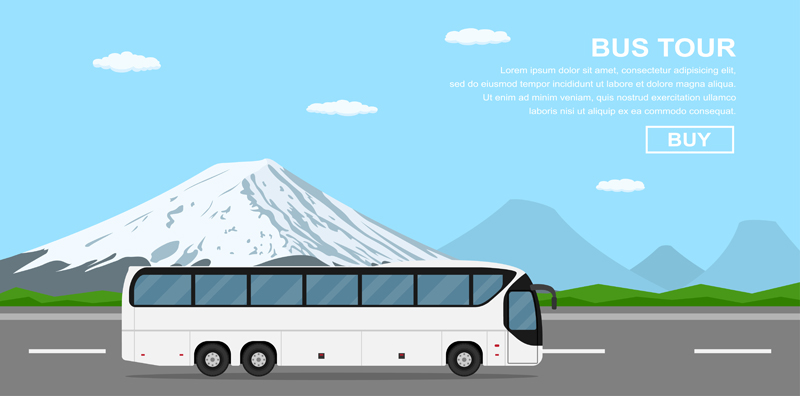 BUS TOUR
Lorem ipsum dolor sit amet, consectetur adipisicing elit,
sed do eiusmod tempor incididunt ut labore et dolore magna aliqua.
Ut enim ad minim veniam, quis nostrud exercitation ullamco
laboris nisi ut aliquip ex ea commodo consequat.
BUY